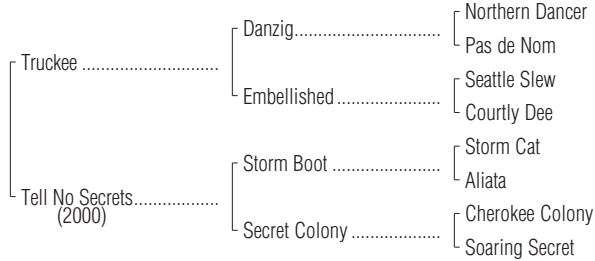 Northern Dancer
Danzig..................................
Pas de Nom
Truckee ............................
Seattle Slew
Embellished ........................
Courtly Dee
Storm Cat
Storm Boot .........................
Aliata
Tell No Secrets.................
(2000)
Cherokee Colony
Secret Colony .....................
Soaring Secret